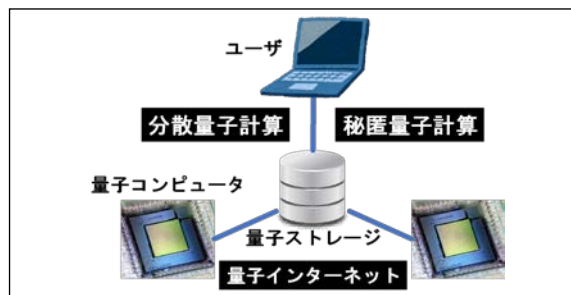 ユーザ
分散量子計算
秘匿量子計算
量子コンピュータ
量子ストレージ
量子インターネット